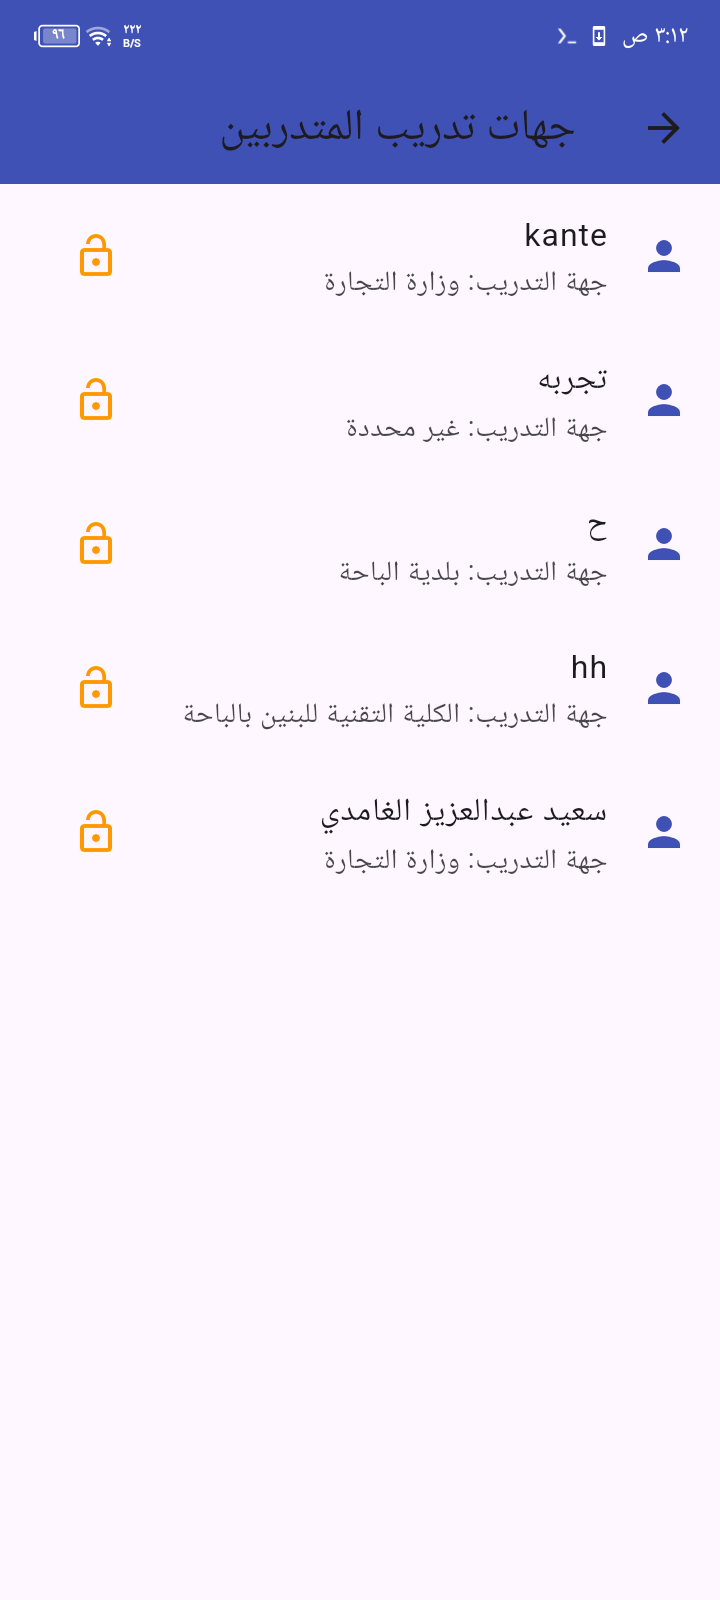 ٣:١٢ ص
٢٢٢
B/S
٩٦
جهات تدريب المتدربين
kante
جهة التدريب: وزارة التجارة
تجربه
جهة التدريب: غير محددة
ح
جهة التدريب: بلدية الباحة
hh
جهة التدريب: الكلية التقنية للبنين بالباحة
سعيد عبدالعزيز الغامدي
جهة التدريب: وزارة التجارة